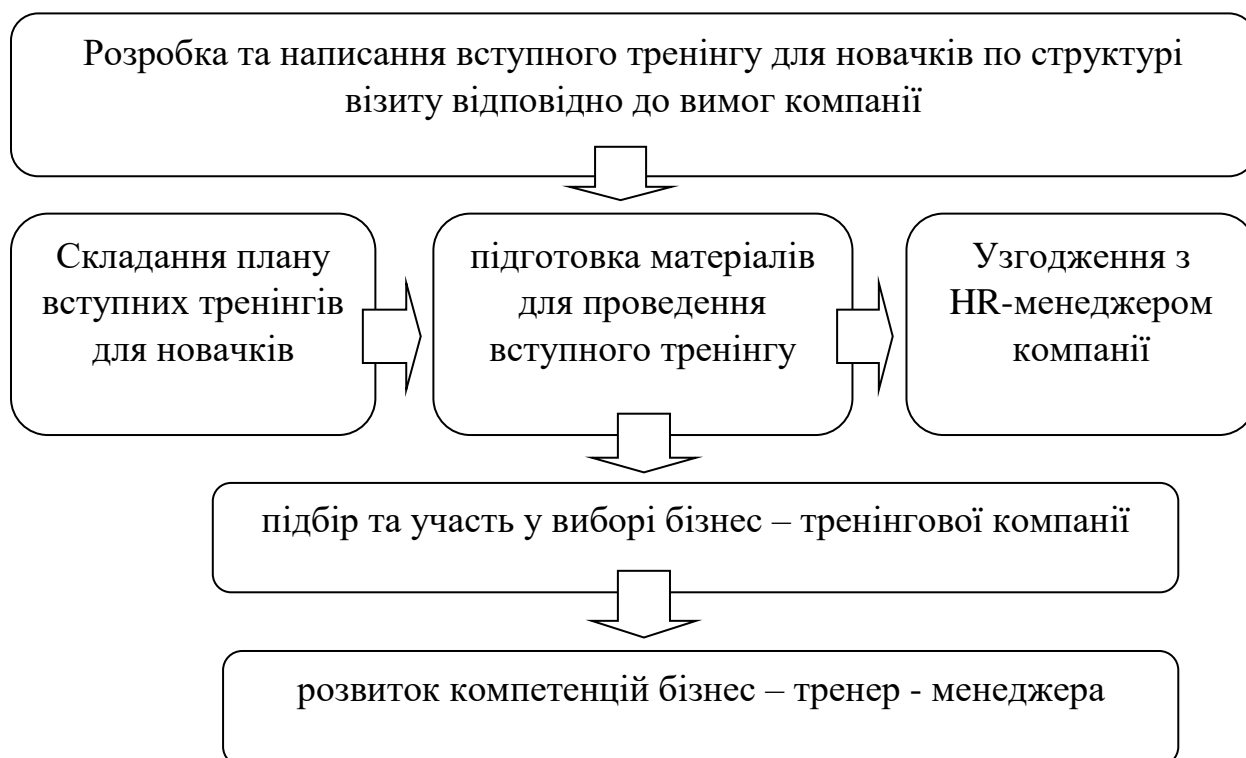 Розробка та написання вступного тренінгу для новачків по структурі
візиту відповідно до вимог компанії
Складання плану
вступних тренінгів
для новачків
підготовка матеріалів
для проведення
вступного тренінгу
Узгодження з
HR-менеджером
компанії
підбір та участь у виборі бізнес – тренінгової компанії
розвиток компетенцій бізнес – тренер - менеджера